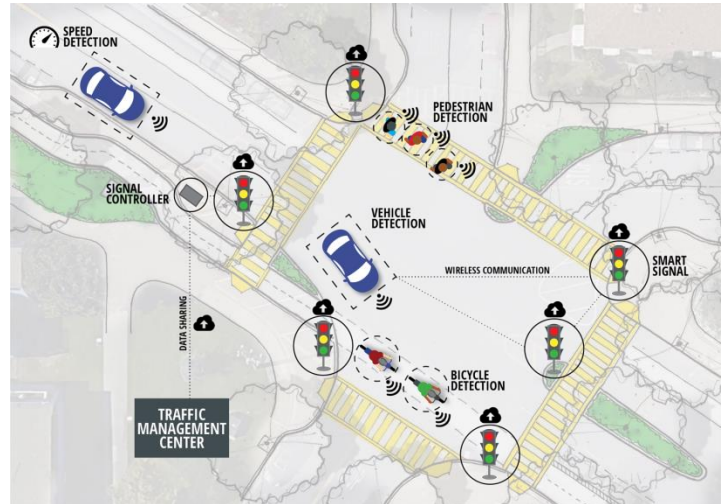 SPEED
DETECTION
PEDESTRIAN
DETECTION
SIGNAL
CONTROLLER
VEHICLE
DETECTION
WIRELESS COMMUNICATION
SMART
SIGNAL
DATA SHARING
BICYCLE
DETECTION
TRAFFIC
MANAGEMENT
CENTER